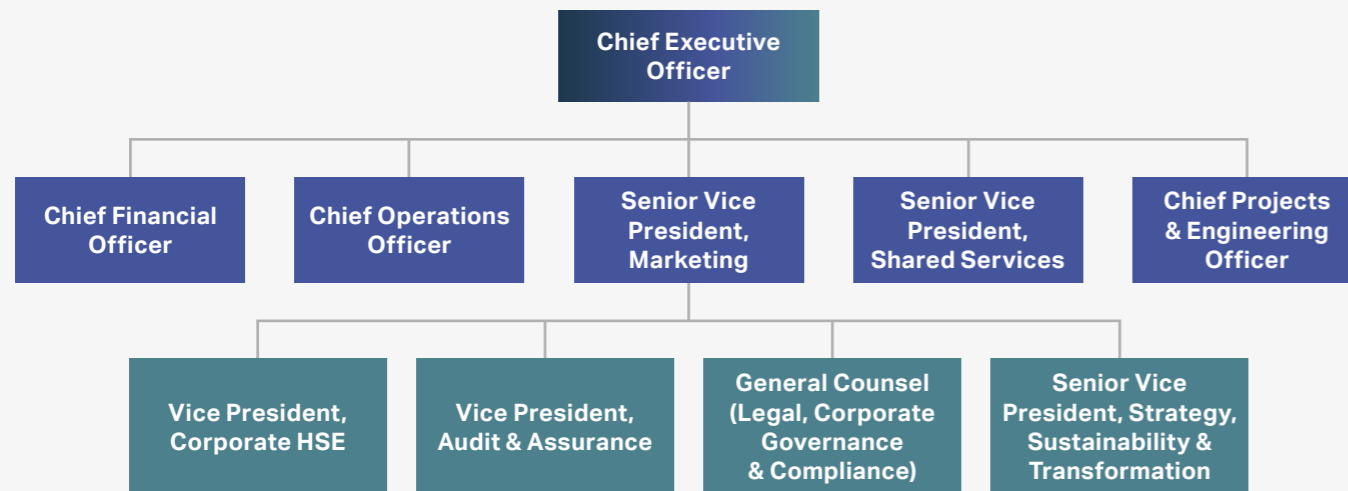 Chief Executive
Officer
Chief Financial
Officer
Chief Operations
Officer
Senior Vice
President,
Marketing
Senior Vice
President,
Shared Services
Chief Projects
& Engineering
Officer
Vice President,
Corporate HSE
Vice President,
Audit & Assurance
General Counsel
(Legal, Corporate
Governance
& Compliance)
Senior Vice
President, Strategy,
Sustainability &
Transformation